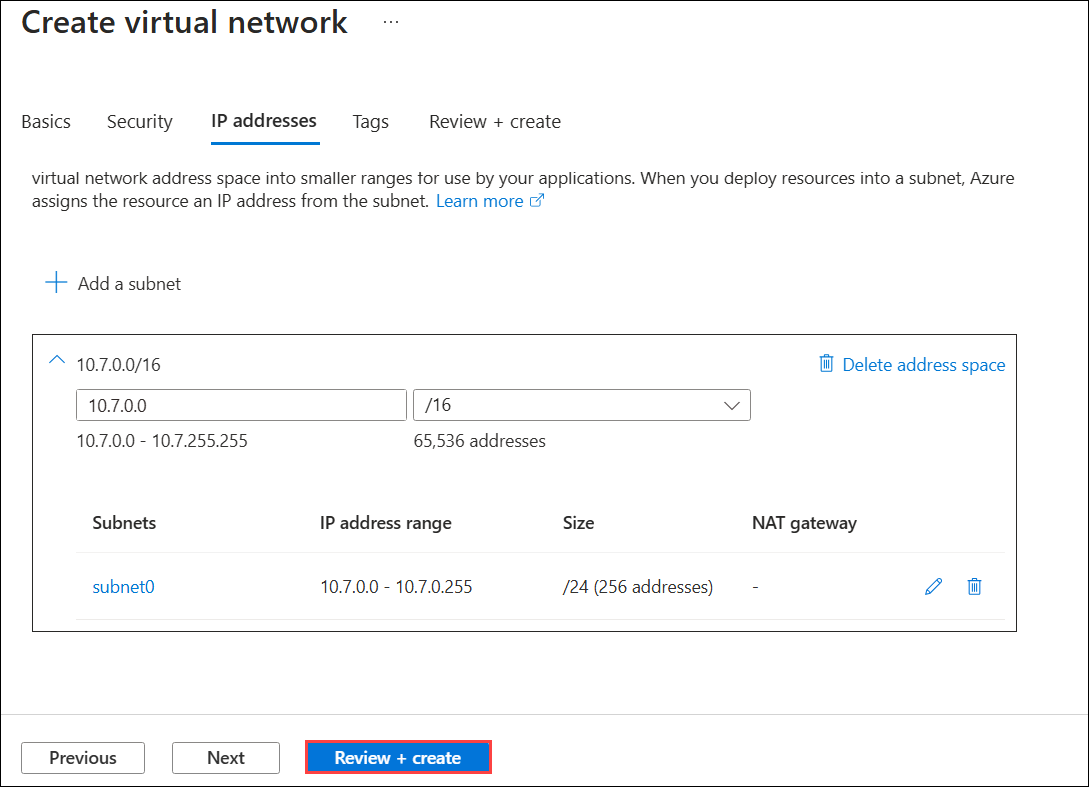 Create virtual network ...
Basics Security IP addresses Tags Review + create
virtual network address space into smaller ranges for use by your applications. When you deploy resources into a subnet, Azure
assigns the resource an IP address from the subnet. Learn more
Add a subnet
10.7.0.0/16 Delete address space
10.7.0.0 /16
10.7.0.0 - 10.7.255.255 65,536 addresses
Subnets IP address range Size NAT gateway
subnet0 10.7.0.0 - 10.7.0.255 /24 (256 addresses) -
Previous Next Review + create